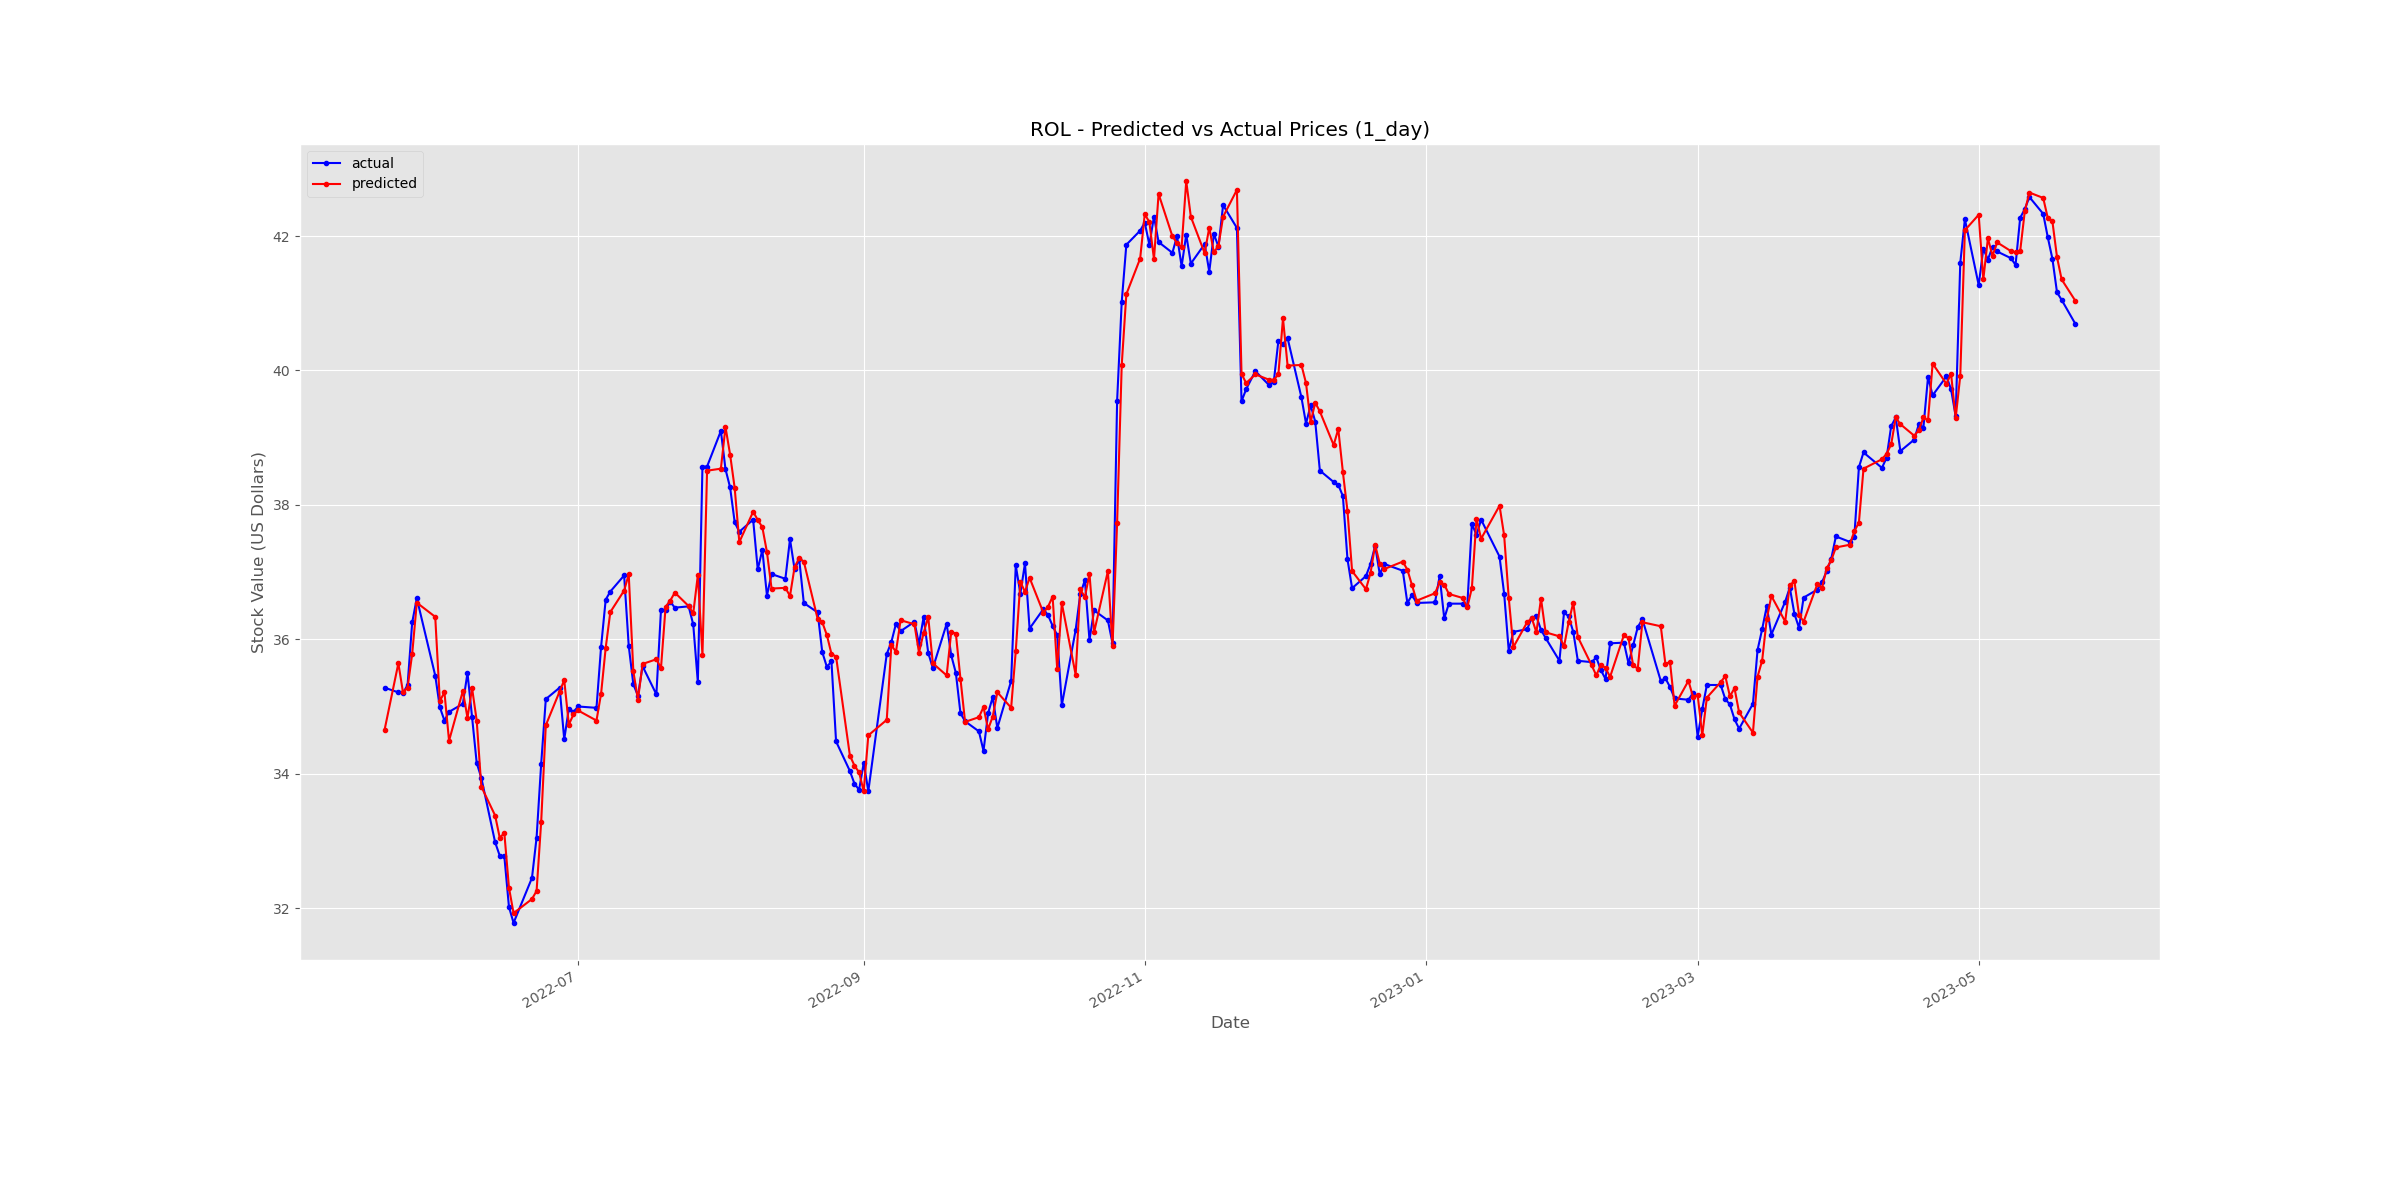 ROL - Predicted vs Actual Prices (1_day)
actual
predicted
Stock Value (US Dollars)
42
40
38
36
34
32
2022-07
2022-09
2022-11
2023-01
2023-03
2023-05
Date